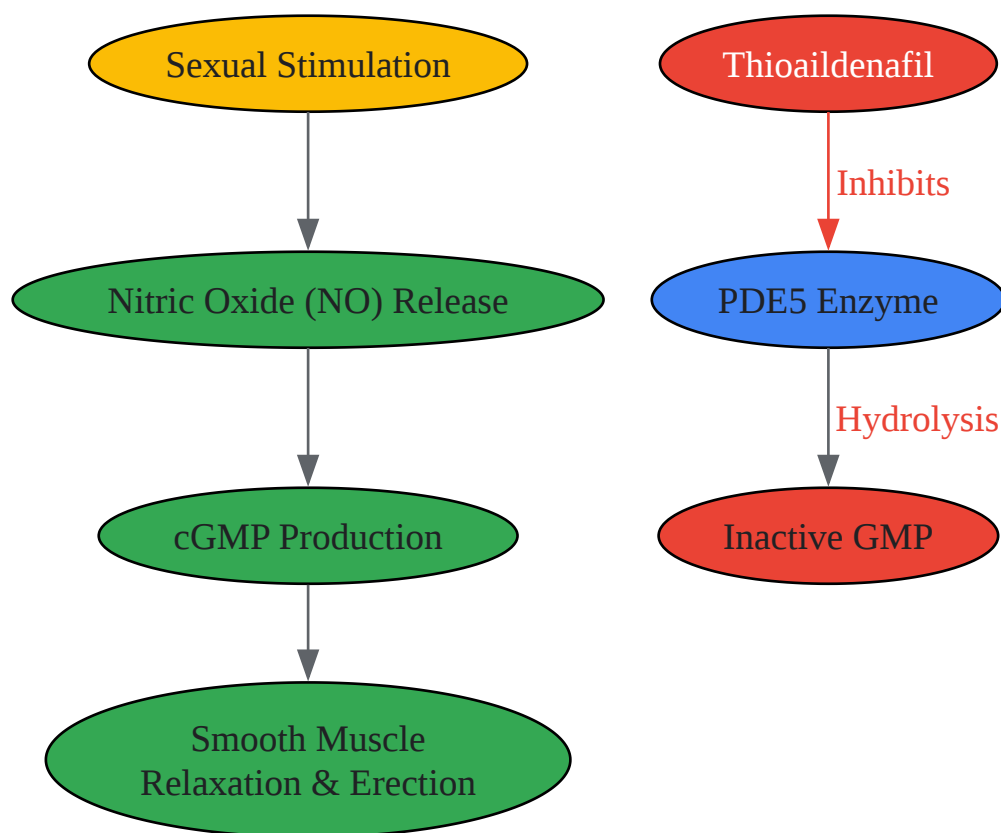 Sexual Stimulation
Thioaildenafil
Inhibits
Nitric Oxide (NO) Release
PDE5 Enzyme
Hydrolysis
cGMP Production
Inactive GMP
Smooth Muscle
Relaxation & Erection